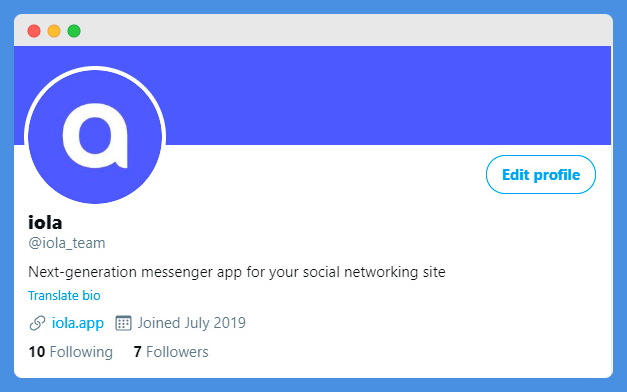 a
Edit profile
iola
@iola_team
Next-generation messenger app for your social networking site
Translate bio
iola.app Joined July 2019
10 Following 7 Followers